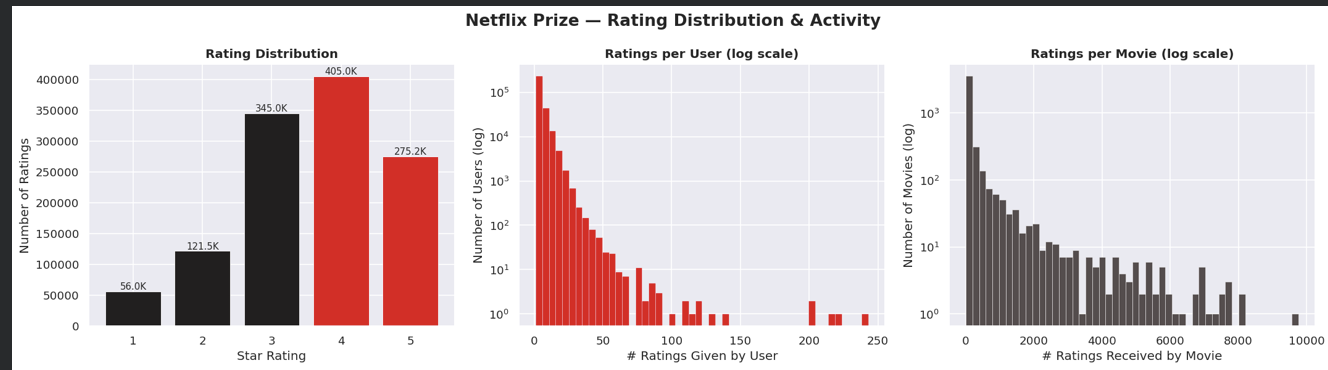 Netflix Prize — Rating Distribution & Activity
Rating Distribution
Number of Ratings
400000
350000
300000
250000
200000
150000
100000
50000
0
56.0K
121.5K
345.0K
405.0K
275.2K
1 2 3 4 5
Star Rating
Ratings per User (log scale)
Number of Users (log)
10⁵
10⁴
10³
10²
10¹
10⁰
0 50 100 150 200 250
# Ratings Given by User
Ratings per Movie (log scale)
Number of Movies (log)
10³
10²
10¹
10⁰
0 2000 4000 6000 8000 10000
# Ratings Received by Movie